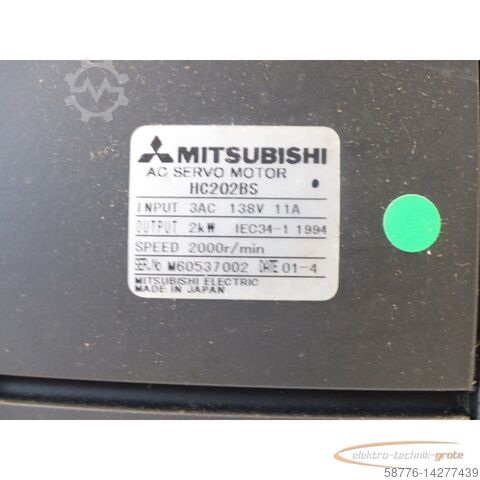 MITSUBISHI
AC SERVO MOTOR
HC202BS
INPUT 3AC 138V 11A
OUTPUT 2kW IEC34-1 1994
SPEED 2000r/min
SER.No M60537002 DATE 01-4
MITSUBISHI ELECTRIC
MADE IN JAPAN
elektro-technik-grote
58776-14277439